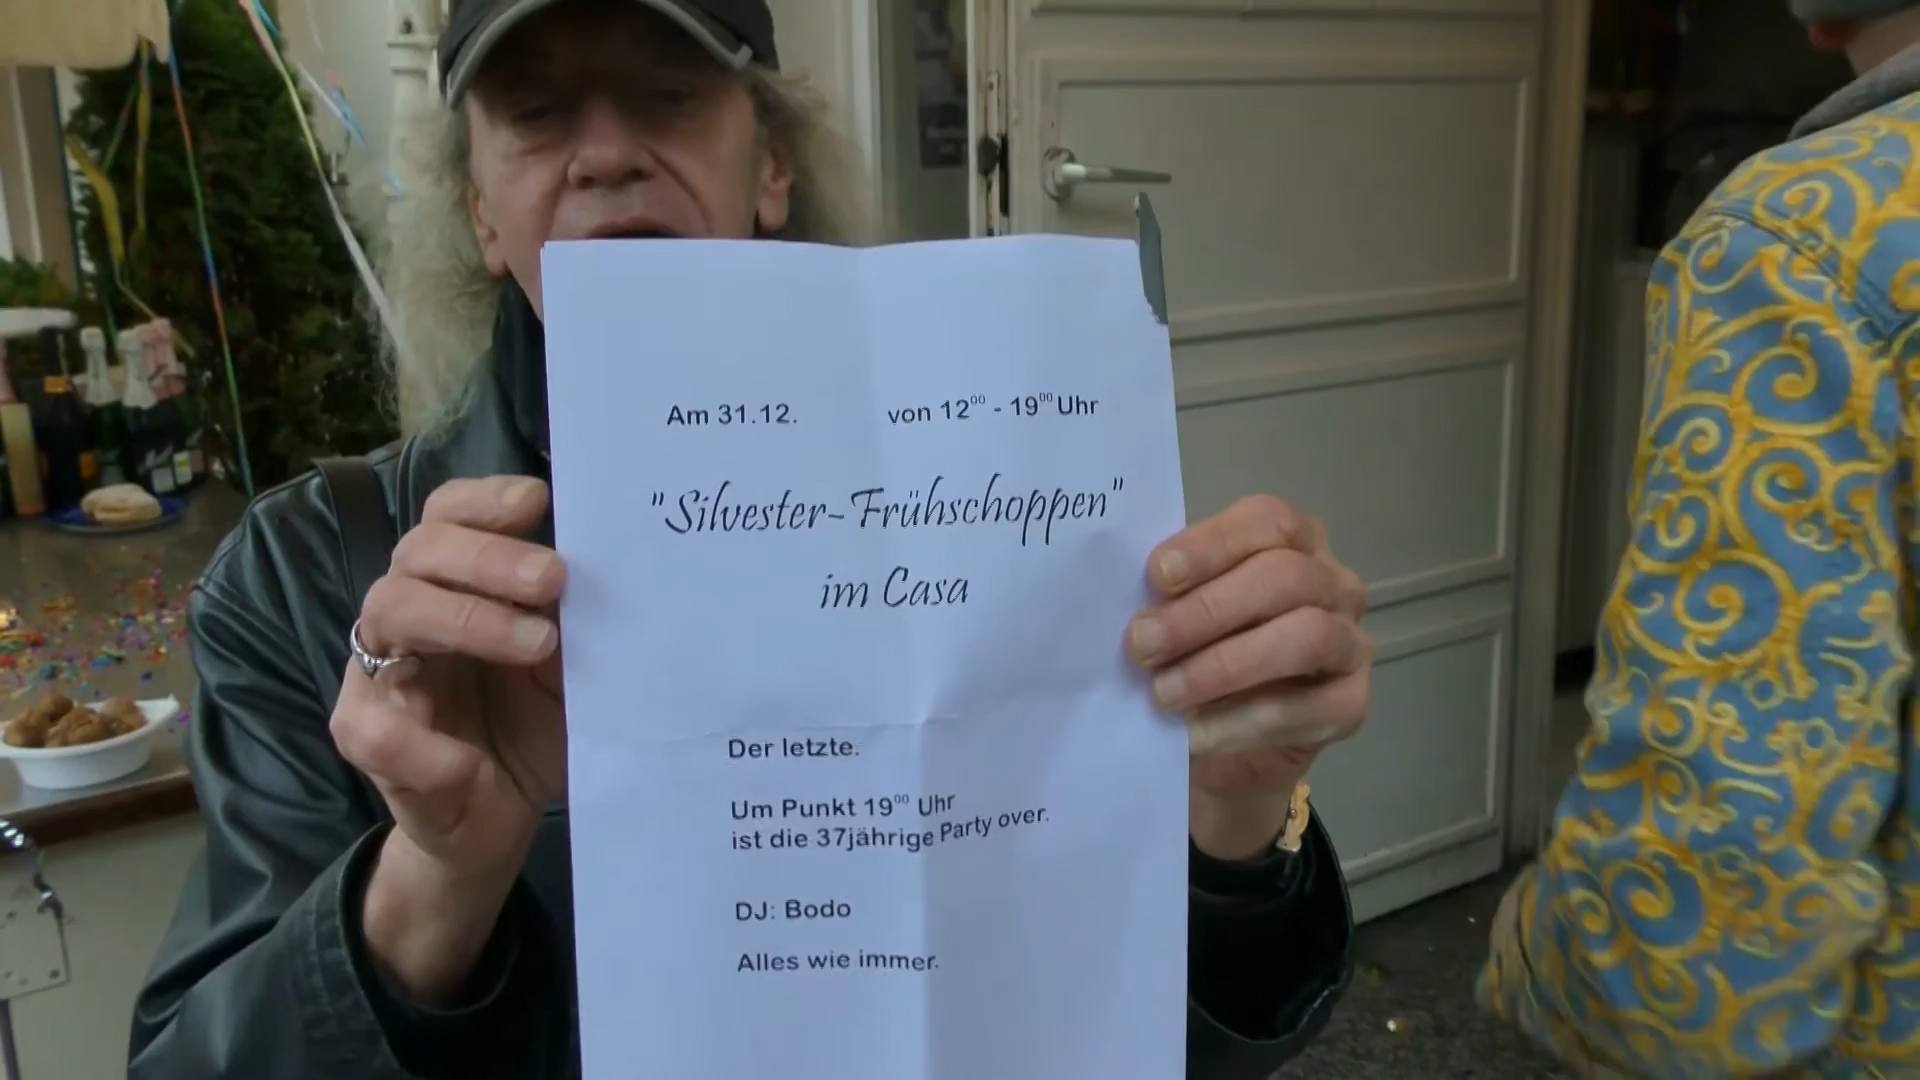 Am 31.12. von 12⁰⁰ - 19⁰⁰ Uhr
"Silvester-Frühschoppen"
im Casa
Der letzte.
Um Punkt 19⁰⁰ Uhr
ist die 37jährige Party over.
DJ: Bodo
Alles wie immer.